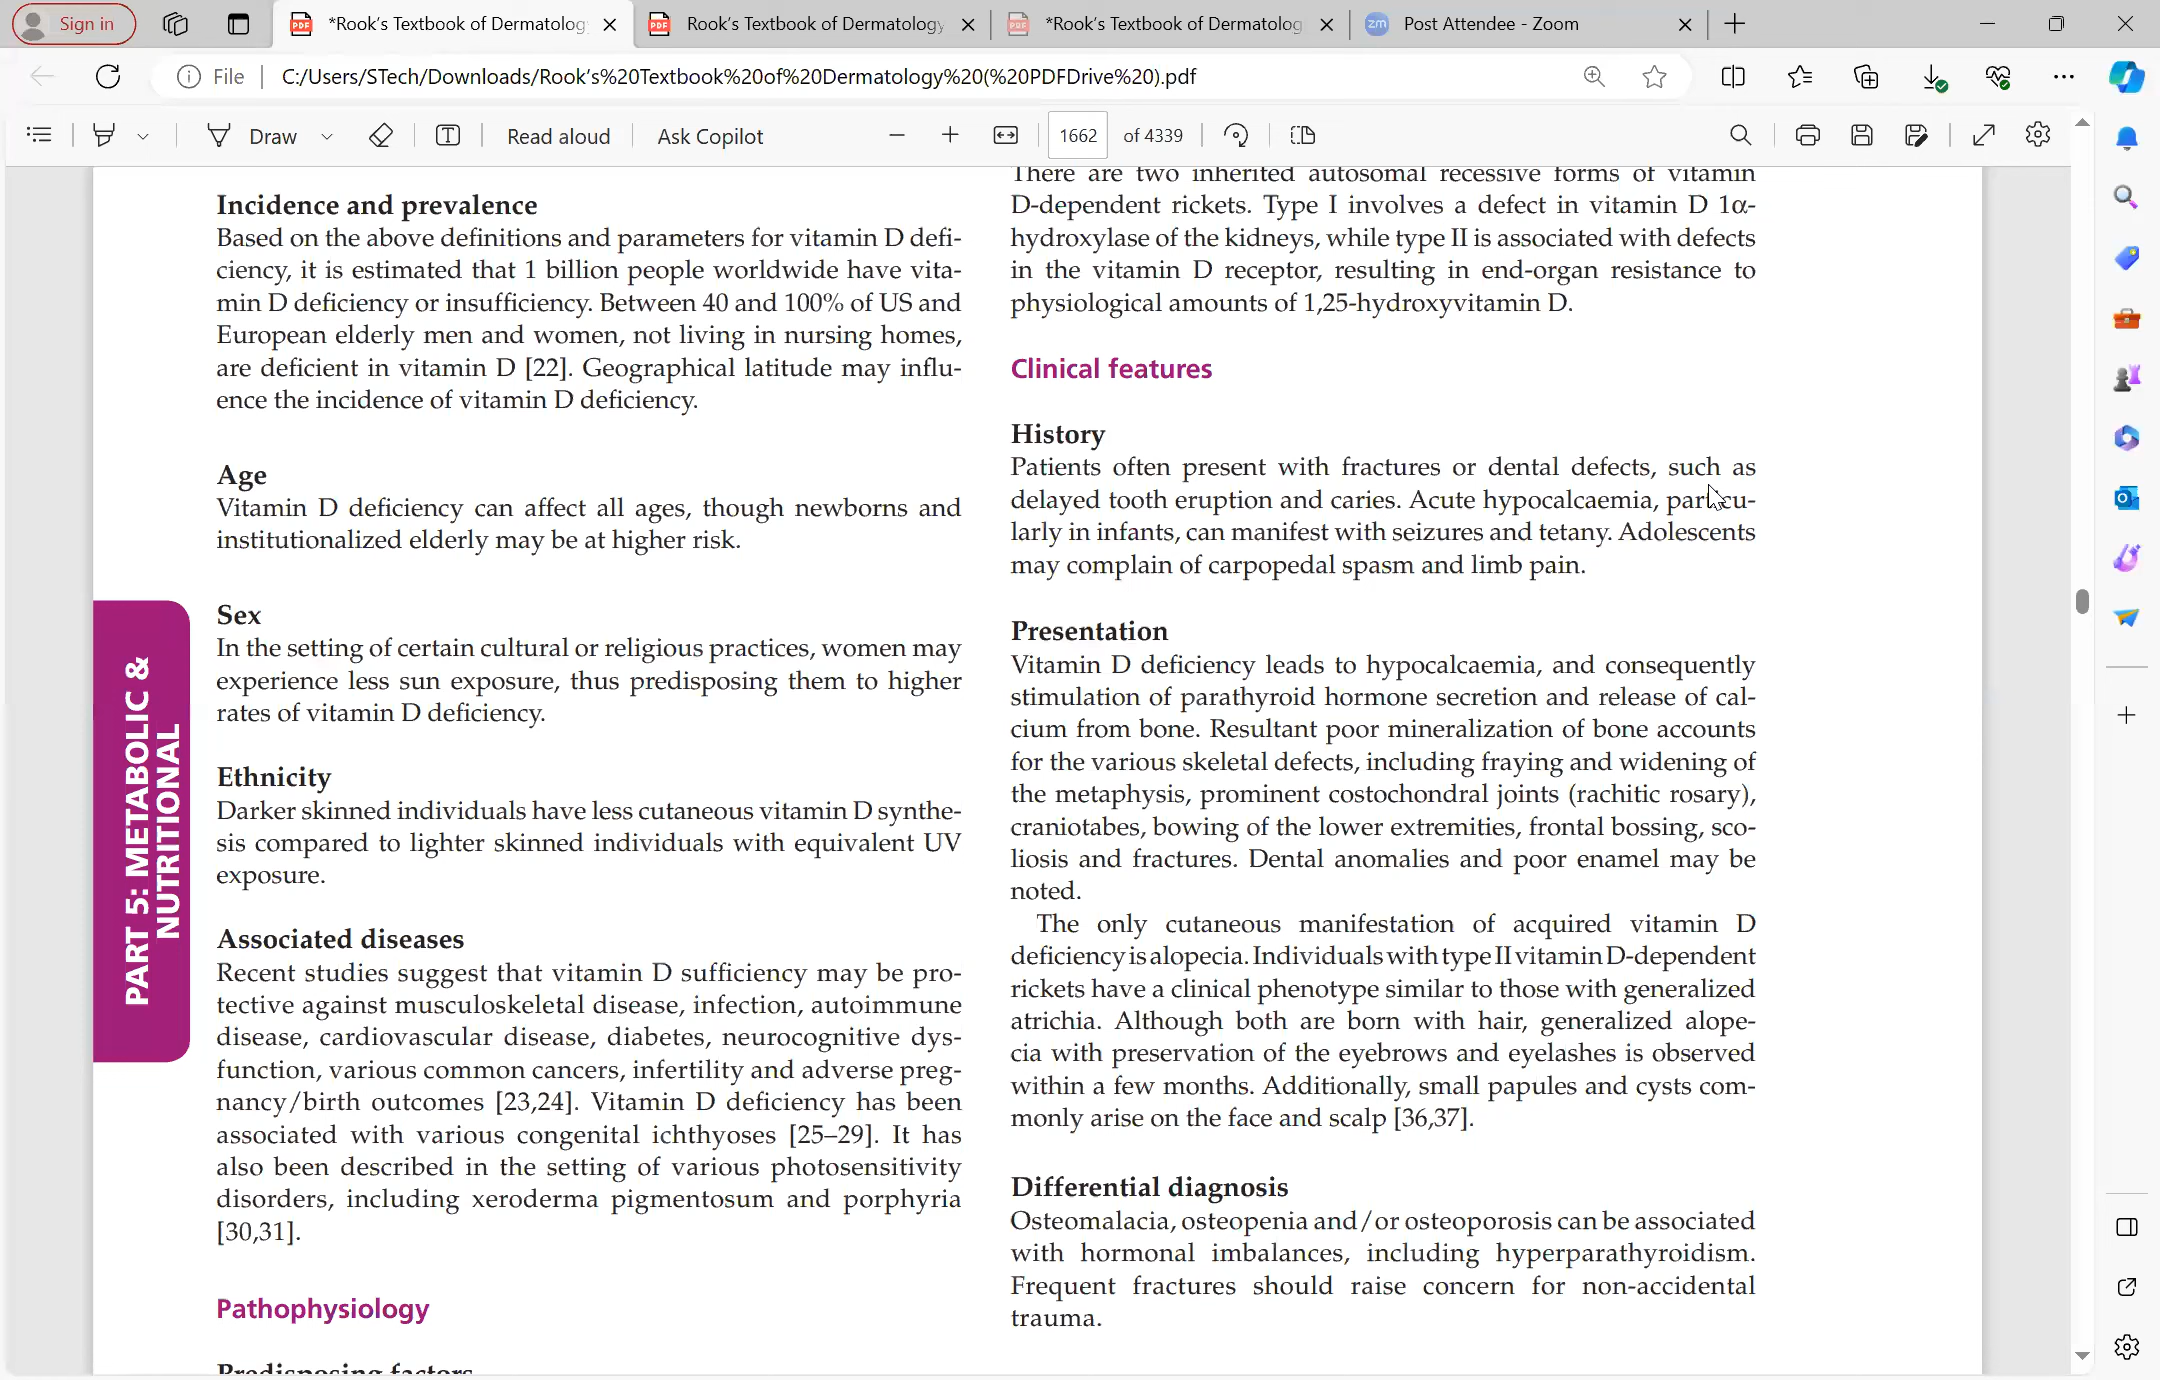 Sign in
*Rook's Textbook of Dermatolog
Rook's Textbook of Dermatology
*Rook's Textbook of Dermatolog
zm
Post Attendee - Zoom
File
C:/Users/STech/Downloads/Rook's%20Textbook%20of%20Dermatology%20(%20PDFDrive%20).pdf
Draw
Read aloud
Ask Copilot
1662
of 4339
PART 5: METABOLIC &
NUTRITIONAL
Incidence and prevalence
Based on the above definitions and parameters for vitamin D defi-
ciency, it is estimated that 1 billion people worldwide have vita-
min D deficiency or insufficiency. Between 40 and 100% of US and
European elderly men and women, not living in nursing homes,
are deficient in vitamin D [22]. Geographical latitude may influ-
ence the incidence of vitamin D deficiency.
Age
Vitamin D deficiency can affect all ages, though newborns and
institutionalized elderly may be at higher risk.
Sex
In the setting of certain cultural or religious practices, women may
experience less sun exposure, thus predisposing them to higher
rates of vitamin D deficiency.
Ethnicity
Darker skinned individuals have less cutaneous vitamin D synthe-
sis compared to lighter skinned individuals with equivalent UV
exposure.
Associated diseases
Recent studies suggest that vitamin D sufficiency may be pro-
tective against musculoskeletal disease, infection, autoimmune
disease, cardiovascular disease, diabetes, neurocognitive dys-
function, various common cancers, infertility and adverse preg-
nancy/birth outcomes [23,24]. Vitamin D deficiency has been
associated with various congenital ichthyoses [25–29]. It has
also been described in the setting of various photosensitivity
disorders, including xeroderma pigmentosum and porphyria
[30,31].
Pathophysiology
Predisposing factors
There are two inherited autosomal recessive forms of vitamin
D-dependent rickets. Type I involves a defect in vitamin D 1α-
hydroxylase of the kidneys, while type II is associated with defects
in the vitamin D receptor, resulting in end-organ resistance to
physiological amounts of 1,25-hydroxyvitamin D.
Clinical features
History
Patients often present with fractures or dental defects, such as
delayed tooth eruption and caries. Acute hypocalcaemia, particu-
larly in infants, can manifest with seizures and tetany. Adolescents
may complain of carpopedal spasm and limb pain.
Presentation
Vitamin D deficiency leads to hypocalcaemia, and consequently
stimulation of parathyroid hormone secretion and release of cal-
cium from bone. Resultant poor mineralization of bone accounts
for the various skeletal defects, including fraying and widening of
the metaphysis, prominent costochondral joints (rachitic rosary),
craniotabes, bowing of the lower extremities, frontal bossing, sco-
liosis and fractures. Dental anomalies and poor enamel may be
noted.
The only cutaneous manifestation of acquired vitamin D
deficiency is alopecia. Individuals with type II vitamin D-dependent
rickets have a clinical phenotype similar to those with generalized
atrichia. Although both are born with hair, generalized alope-
cia with preservation of the eyebrows and eyelashes is observed
within a few months. Additionally, small papules and cysts com-
monly arise on the face and scalp [36,37].
Differential diagnosis
Osteomalacia, osteopenia and/or osteoporosis can be associated
with hormonal imbalances, including hyperparathyroidism.
Frequent fractures should raise concern for non-accidental
trauma.